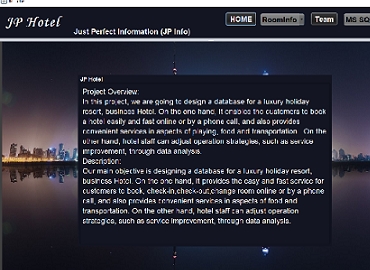 JP Hotel
HOME
RoomInfo
Team
MS SQ
Just Perfect Information (JP Info)
JP Hotel
Project Overview:
In this project, we are going to design a database for a luxury holiday
resort, business Hotel. On the one hand, it enables the customers to book
a hotel easily and fast online or by a phone call, and also provides
convenient services in aspects of playing, food and transportation. On the
other hand, hotel staff can adjust operation strategies, such as service
improvement, through data analysis.
Description:
Our main objective is designing a database for a luxury holiday resort,
business Hotel. On the one hand, it provides the easy and fast service for
customers to book, check-in,check-out,change room online or by a phone
call, and also provides convenient services in aspects of food and
transportation. On the other hand, hotel staff can adjust operation
strategies, such as service improvement, through data analysis.